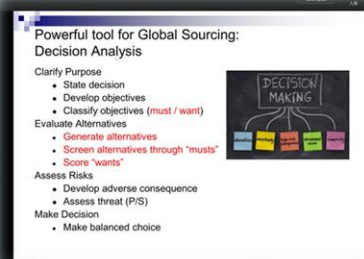 Powerful tool for Global Sourcing:
Decision Analysis
Clarify Purpose
• State decision
• Develop objectives
• Classify objectives (must / want)
Evaluate Alternatives
• Generate alternatives
• Screen alternatives through “musts”
• Score “wants”
Assess Risks
• Develop adverse consequence
• Assess threat (P/S)
Make Decision
• Make balanced choice
DECISION
MAKING